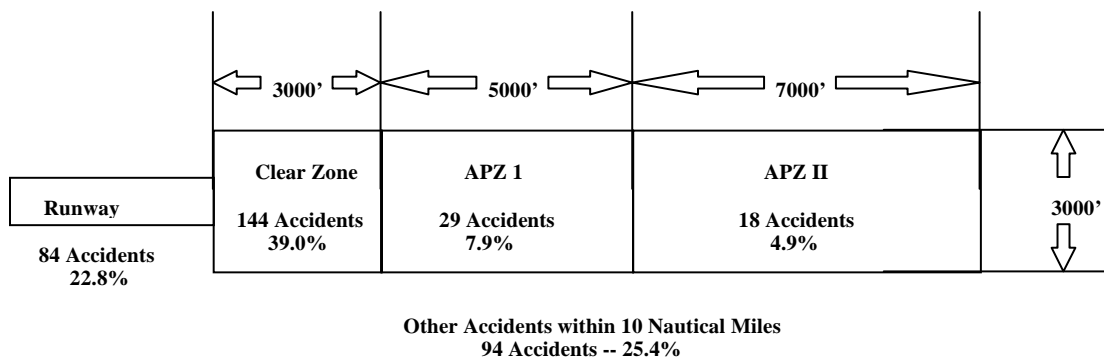 3000’
5000’
7000’
Clear Zone
APZ 1
APZ II
Runway
144 Accidents
39.0%
29 Accidents
7.9%
18 Accidents
4.9%
3000’
84 Accidents
22.8%
Other Accidents within 10 Nautical Miles
94 Accidents -- 25.4%